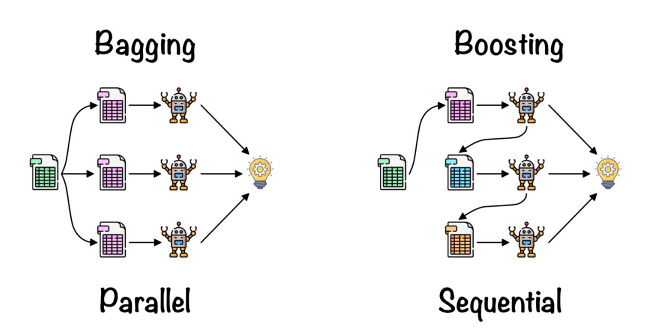 Bagging
Boosting
Parallel
Sequential